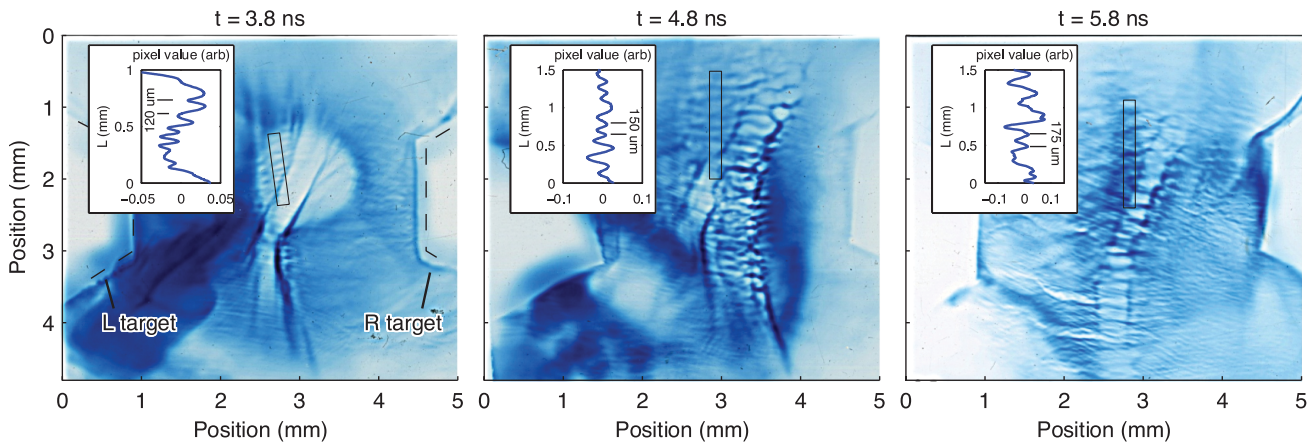 t = 3.8 ns
t = 4.8 ns
t = 5.8 ns
Position (mm)
0
1
2
3
4
pixel value (arb)
L (mm)
1
0.5
0
120 um
−0.05
0
0.05
L target
R target
0
1
2
3
4
5
Position (mm)
pixel value (arb)
L (mm)
1.5
1
0.5
0
150 um
−0.1
0
0.1
0
1
2
3
4
5
Position (mm)
pixel value (arb)
L (mm)
1.5
1
0.5
0
175 um
−0.1
0
0.1
0
1
2
3
4
5
Position (mm)